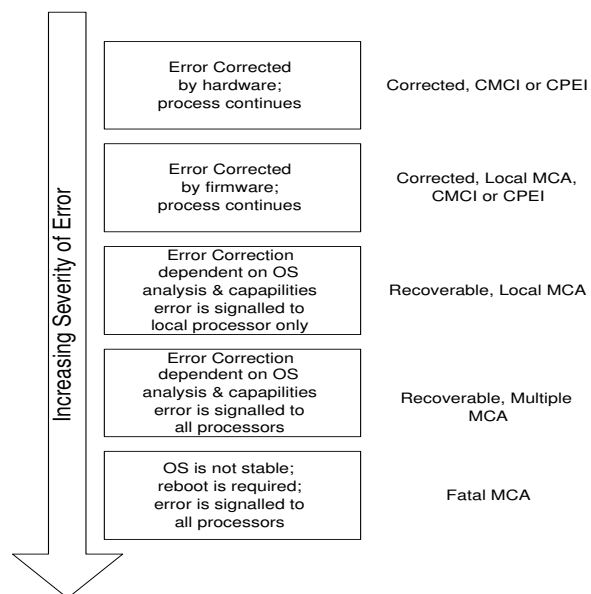 Increasing Severity of Error
Error Corrected
by hardware;
process continues
Corrected, CMCI or CPEI
Error Corrected
by firmware;
process continues
Corrected, Local MCA,
CMCI or CPEI
Error Correction
dependent on OS
analysis & capapilities
error is signalled to
local processor only
Recoverable, Local MCA
Error Correction
dependent on OS
analysis & capapilities
error is signalled to
all processors
Recoverable, Multiple
MCA
OS is not stable;
reboot is required;
error is signalled to
all processors
Fatal MCA